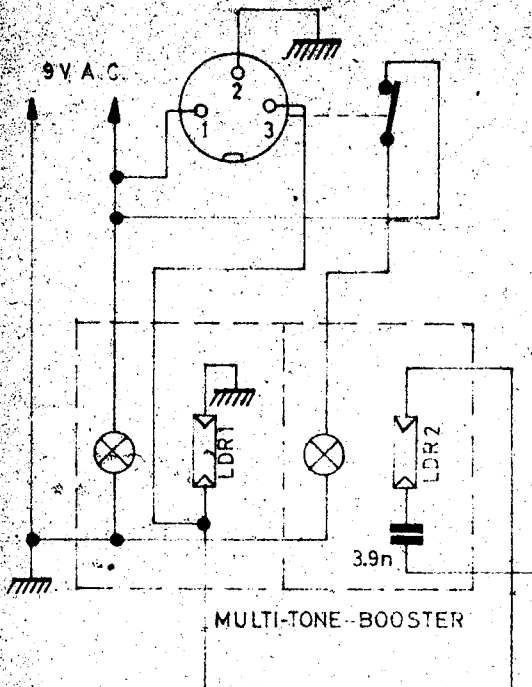 9V A.C.
2
1
3
LDR1
LDR2
3.9n
MULTI-TONE-BOOSTER